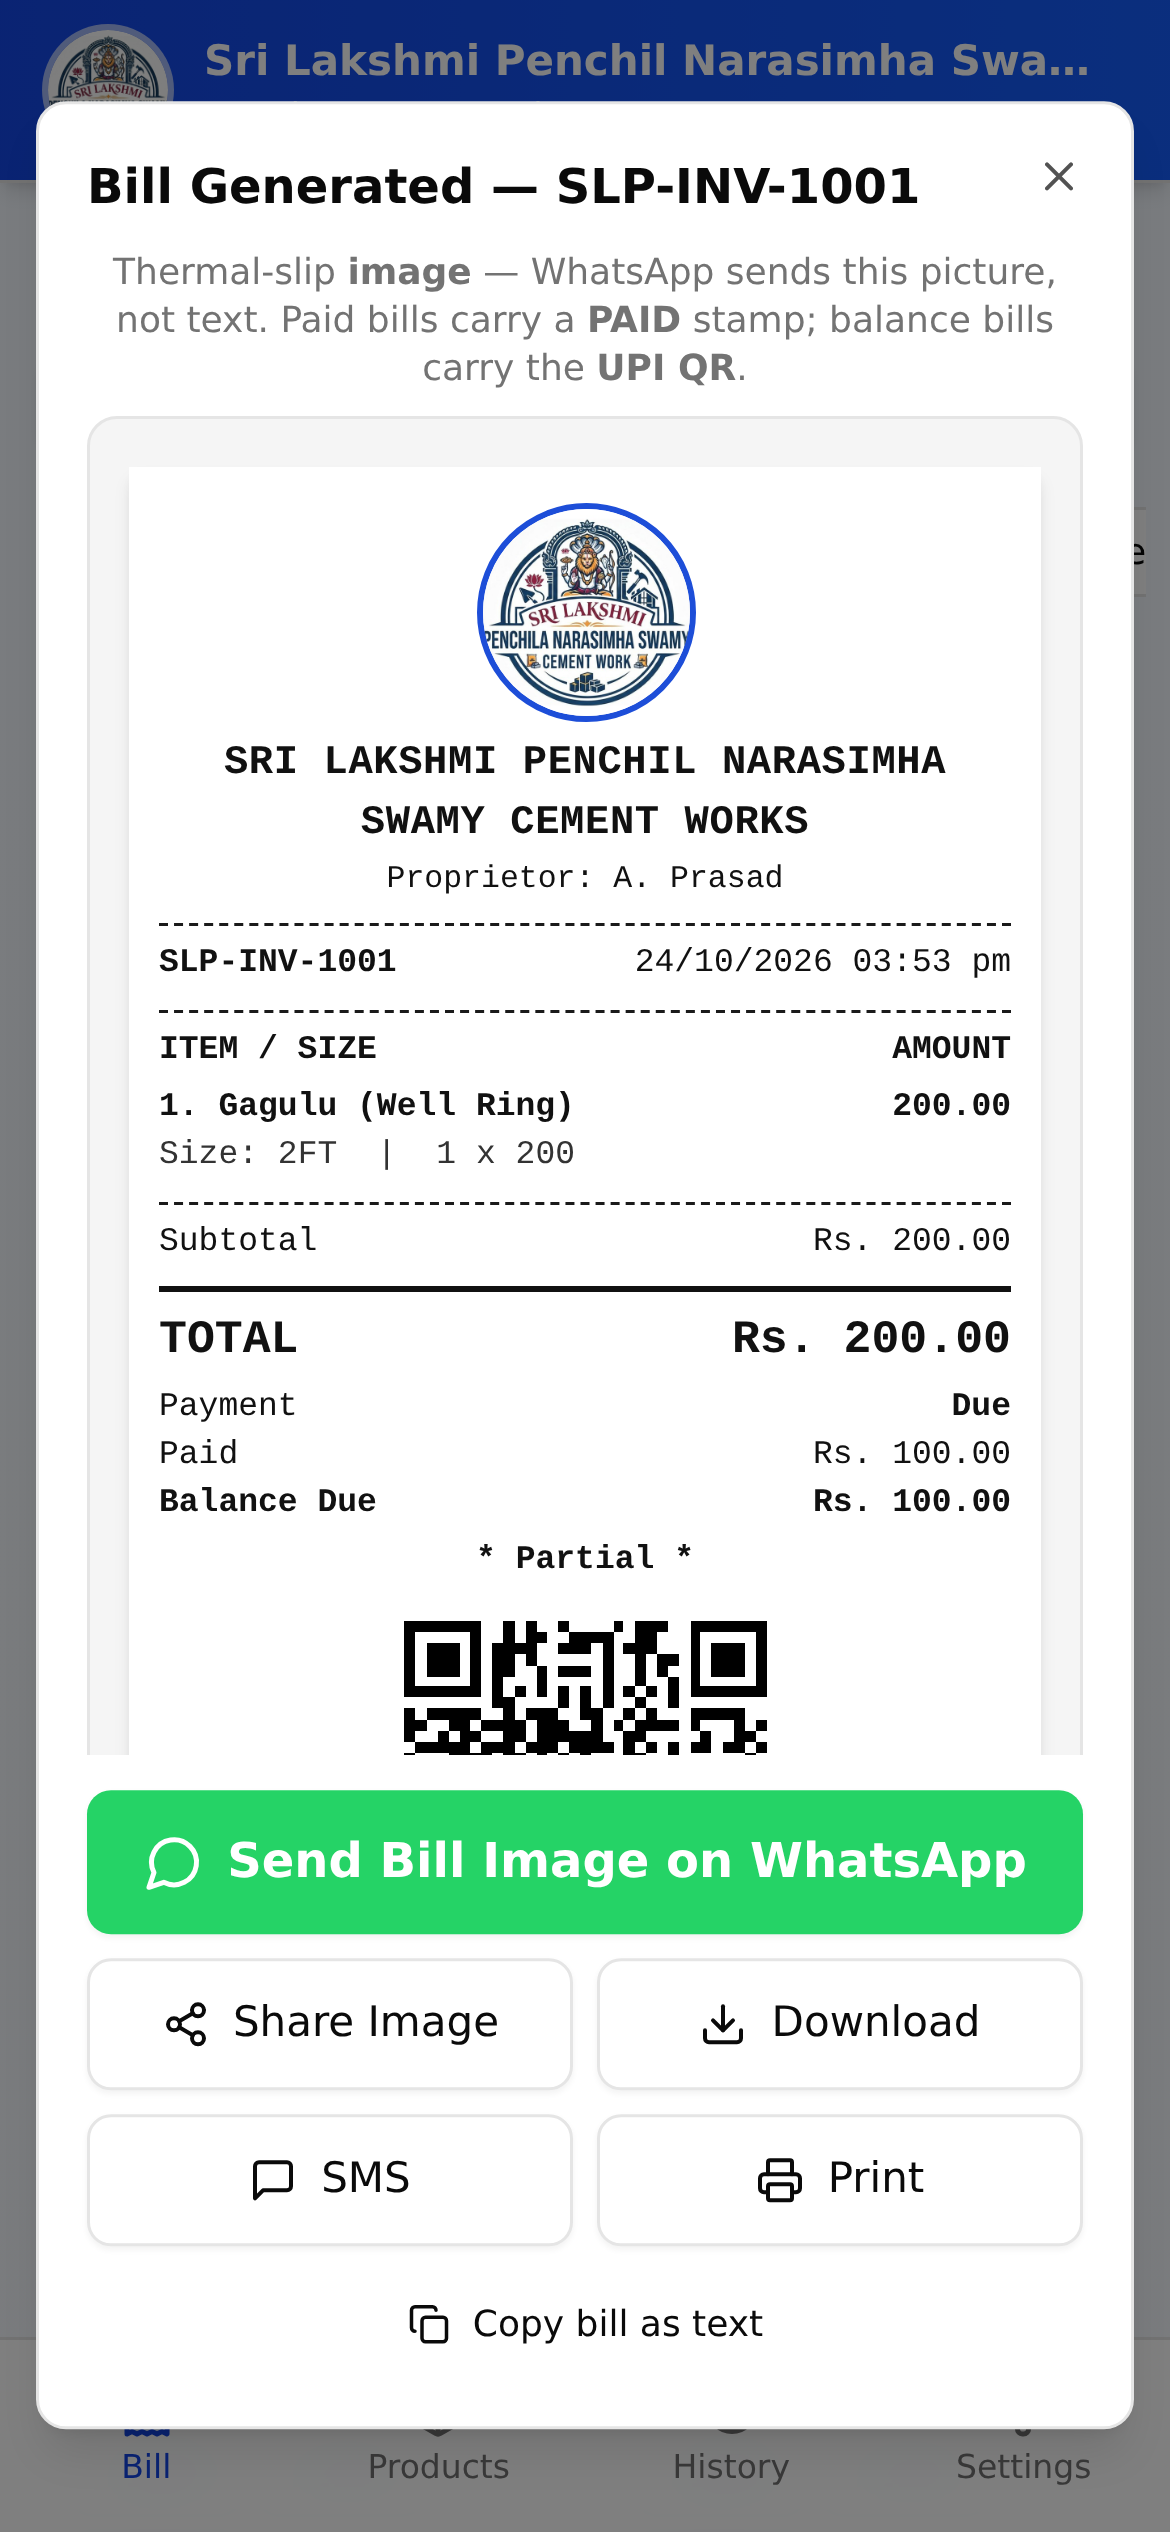 Sri Lakshmi Penchil Narasimha Swa...
SRI LAKSHMI
Bill Generated — SLP-INV-1001
Thermal-slip image — WhatsApp sends this picture,
not text. Paid bills carry a PAID stamp; balance bills
carry the UPI QR.
e
SRI LAKSHMI
PENCHILA NARASIMHA SWAMY
CEMENT WORK
SRI LAKSHMI PENCHIL NARASIMHA
SWAMY CEMENT WORKS
Proprietor: A. Prasad
SLP-INV-1001 24/10/2026 03:53 pm
ITEM / SIZE AMOUNT
1. Gagulu (Well Ring) 200.00
Size: 2FT | 1 x 200
Subtotal Rs. 200.00
TOTAL Rs. 200.00
Payment Due
Paid Rs. 100.00
Balance Due Rs. 100.00
* Partial *
Send Bill Image on WhatsApp
Share Image Download
SMS Print
Copy bill as text
Bill Products History Settings